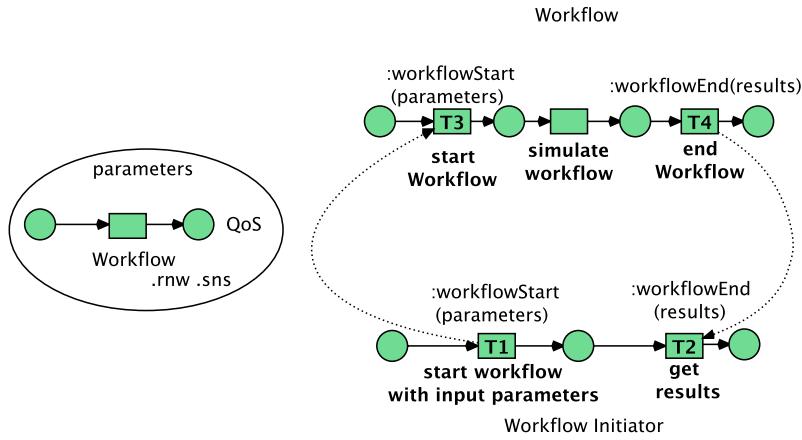 Workflow
:workflowStart
(parameters)
:workflowEnd(results)
T3
T4
start
Workflow
simulate
workflow
end
Workflow
parameters
QoS
Workflow
.rnw .sns
:workflowStart
(parameters)
:workflowEnd
(results)
T1
T2
start workflow
with input parameters
get
results
Workflow Initiator